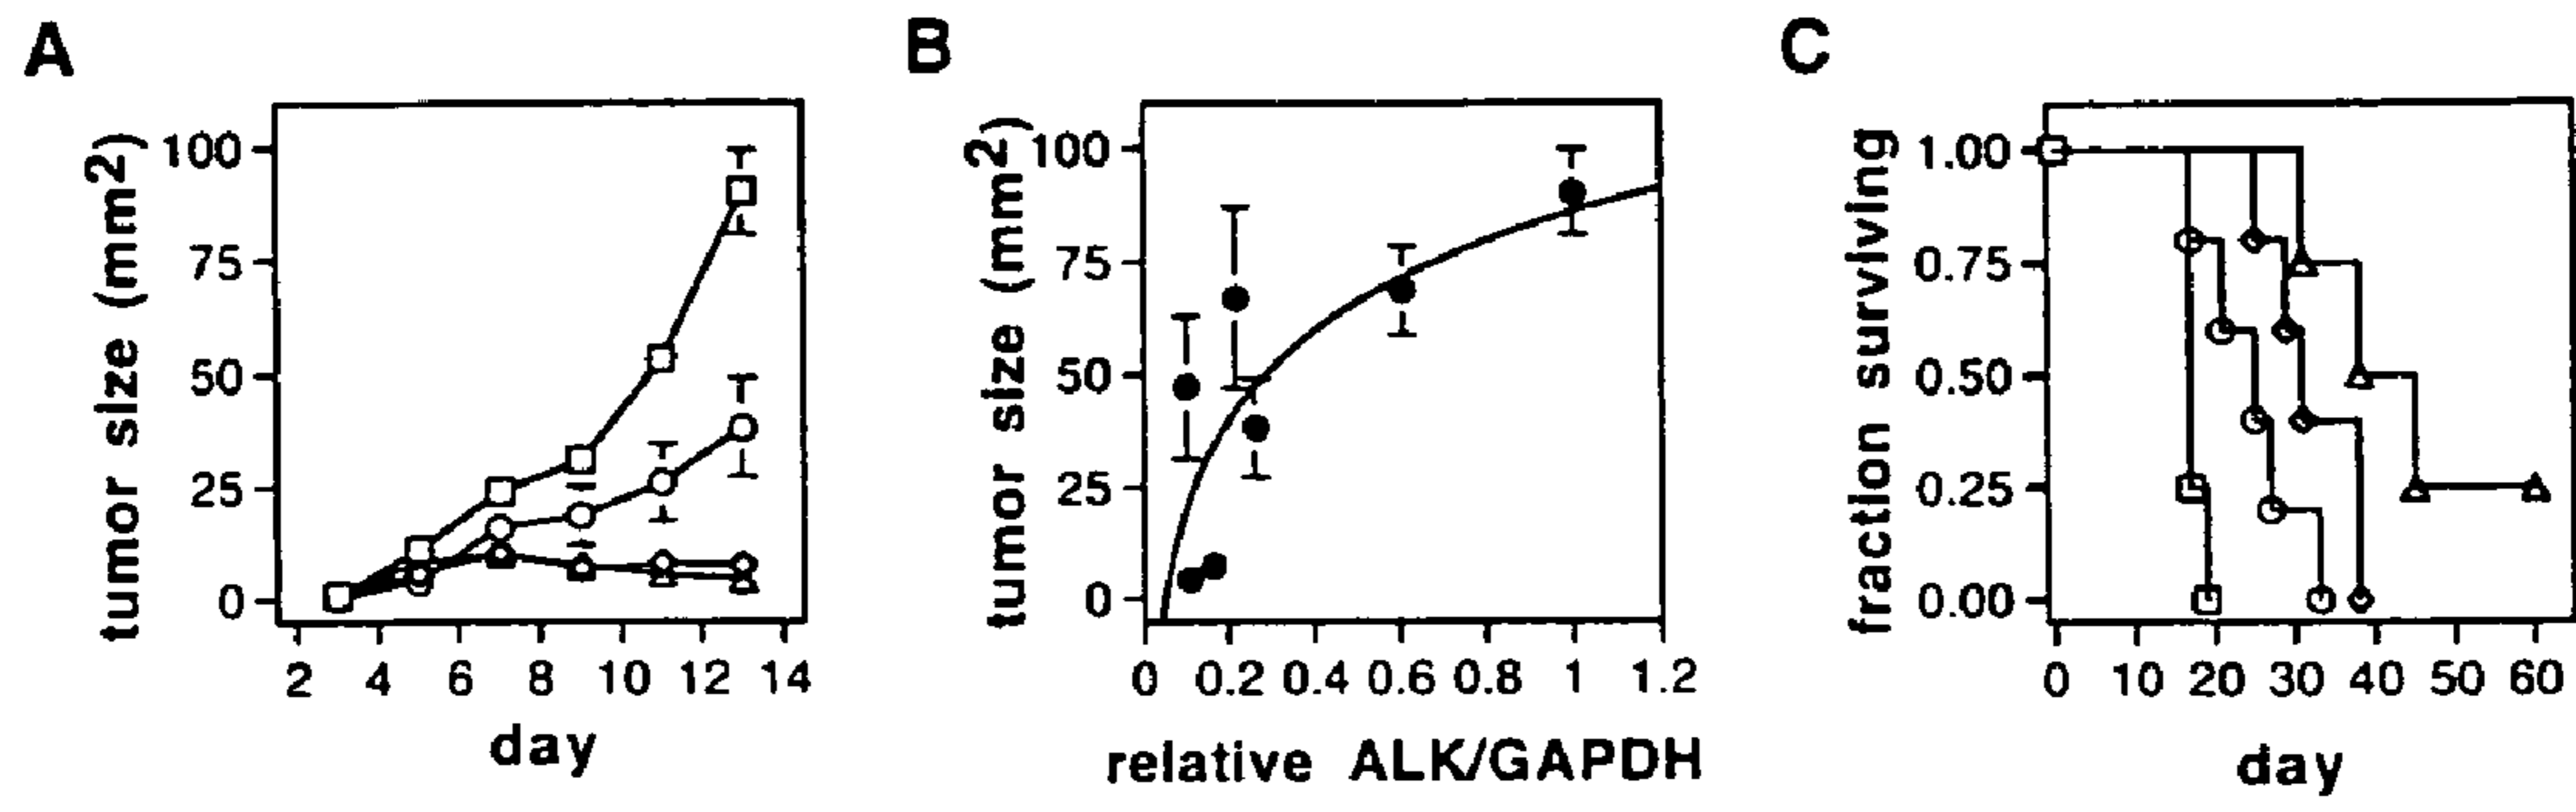 A
tumor size (mm2)
100
75
50
25
0
2 4 6 8 10 12 14
day
B
tumor size (mm2)
100
75
50
25
0
0 0.2 0.4 0.6 0.8 1 1.2
relative ALK/GAPDH
C
fraction surviving
1.00
0.75
0.50
0.25
0.00
0 10 20 30 40 50 60
day